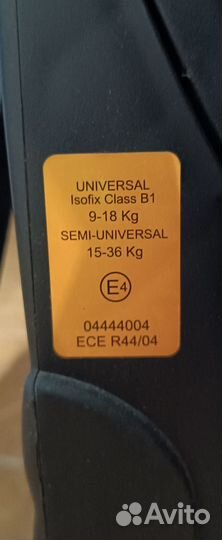 UNIVERSAL
Isofix Class B1
9-18 Kg
SEMI-UNIVERSAL
15-36 Kg
E4
04444004
ECE R44/04
Avito